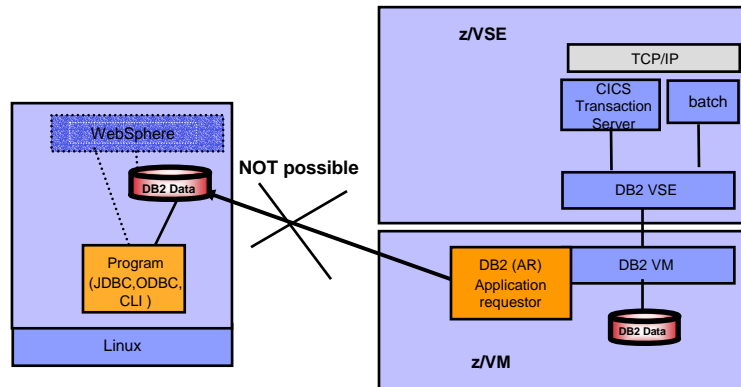 z/VSE
TCP/IP
CICS
Transaction
Server
batch
WebSphere
NOT possible
DB2 Data
DB2 VSE
Program
(JDBC,ODBC,
CLI )
DB2 (AR)
Application
requestor
DB2 VM
DB2 Data
Linux
z/VM